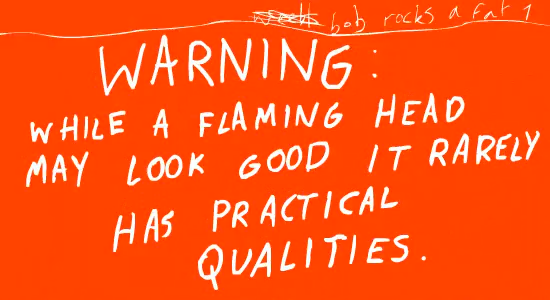 bob rocks a fat 1
WARNING:
WHILE A FLAMING HEAD
MAY LOOK GOOD IT RARELY
HAS PRACTICAL
QUALITIES.